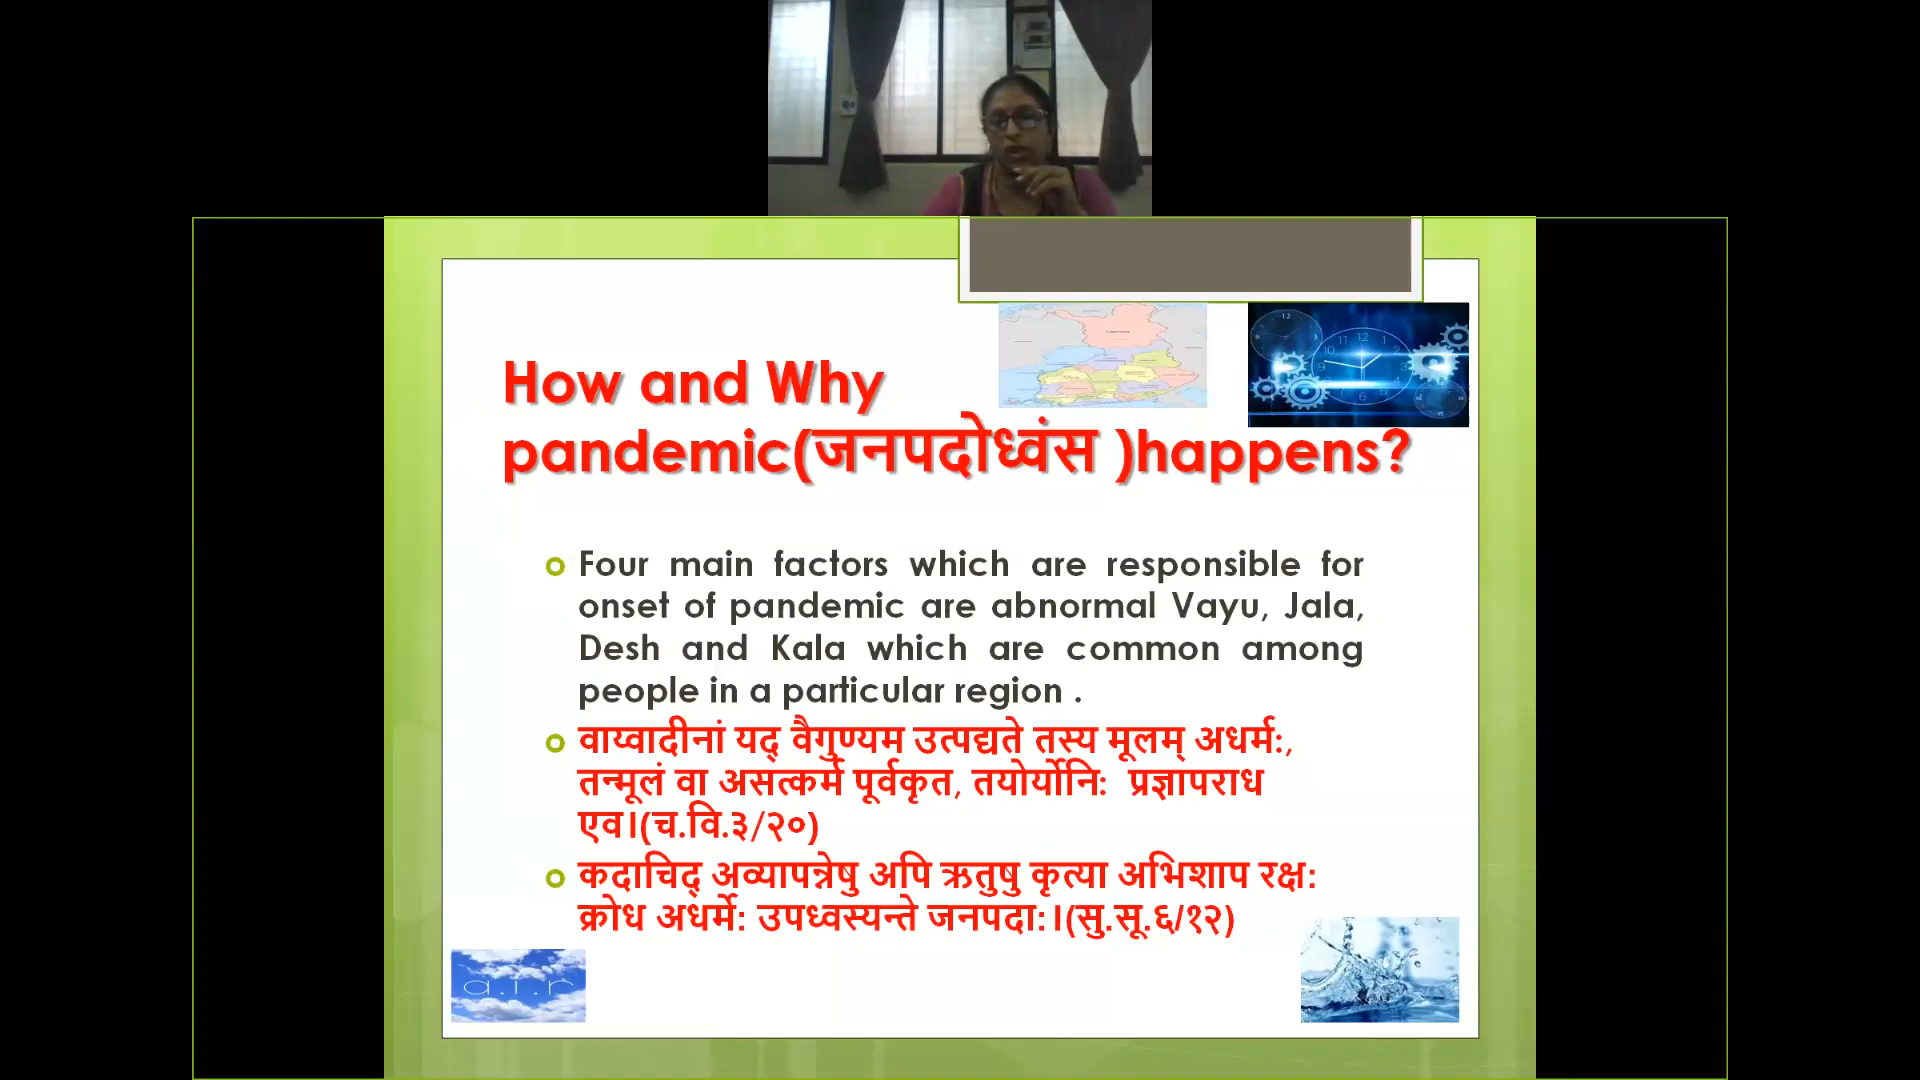 How and Why
pandemic(जनपदोध्वंस )happens?
Four main factors which are responsible for
onset of pandemic are abnormal Vayu, Jala,
Desh and Kala which are common among
people in a particular region .
वाय्वादीनां यद् वैगुण्यम उत्पद्यते तस्य मूलम् अधर्मः,
तन्मूलं वा असत्कर्म पूर्वकृत, तयोर्योनिः प्रज्ञापराध
एव।(च.वि.३/२०)
कदाचिद् अव्यापन्नेषु अपि ऋतुषु कृत्या अभिशाप रक्षः
क्रोध अधर्मेः उपध्वस्यन्ते जनपदाः।(सु.सू.६/१२)
a.i.r